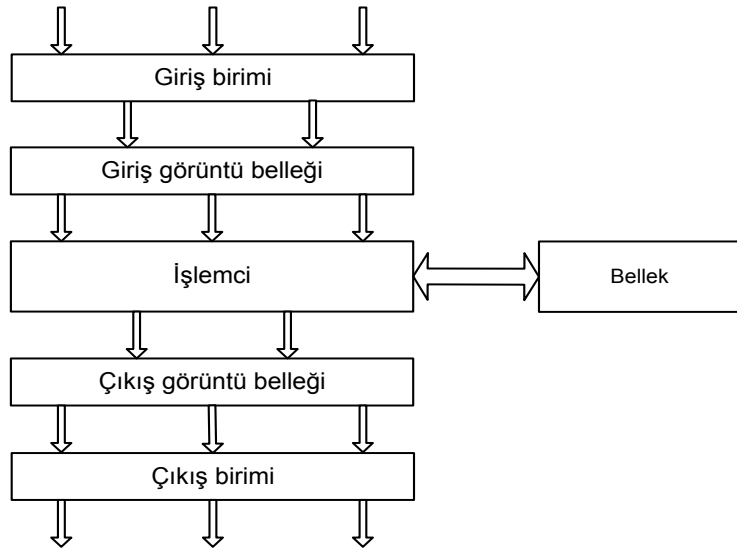 Giriş birimi
Giriş görüntü belleği
İşlemci
Bellek
Çıkış görüntü belleği
Çıkış birimi